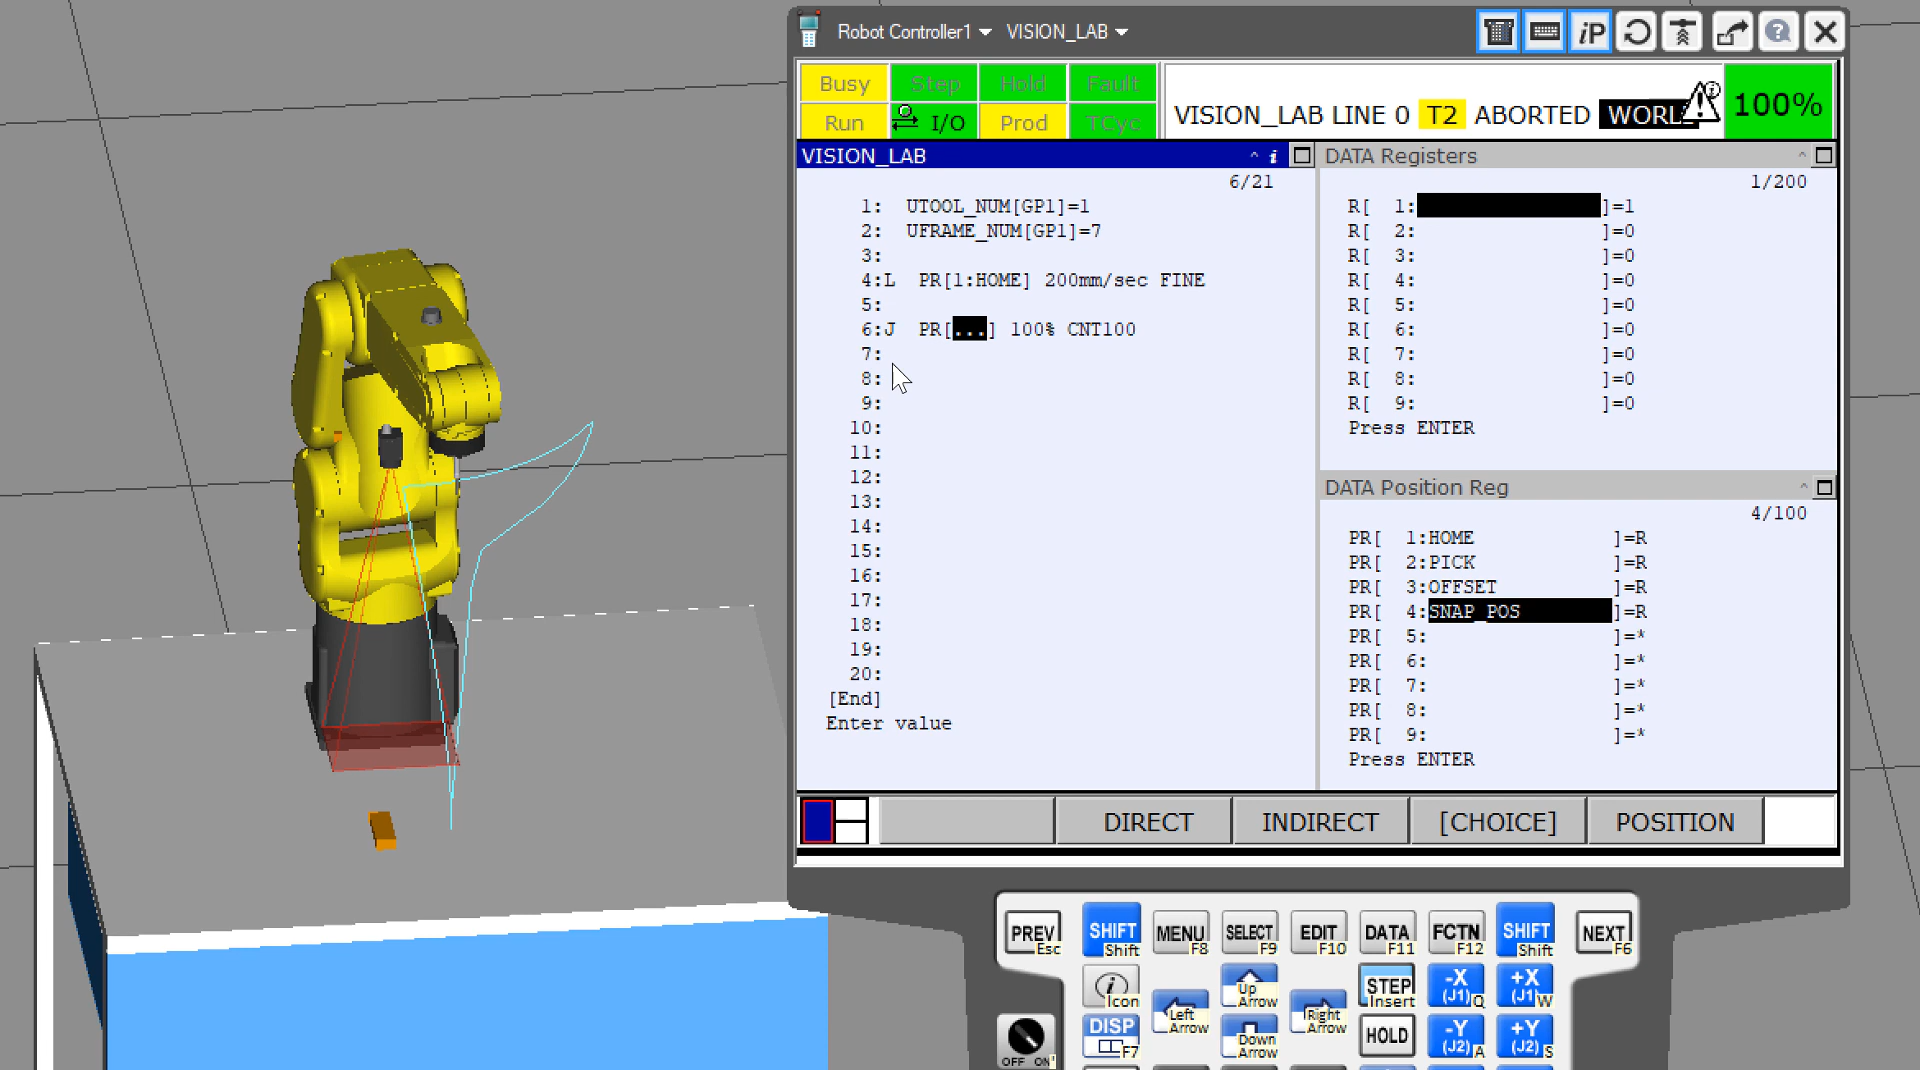 Robot Controller1 VISION_LAB
Busy Step Hold Fault
Run I/O Prod TCyc
VISION_LAB LINE 0 T2 ABORTED WORLD 100%
VISION_LAB
6/21
1: UTOOL_NUM[GP1]=1
2: UFRAME_NUM[GP1]=7
3:
4:L PR[1:HOME] 200mm/sec FINE
5:
6:J PR[...] 100% CNT100
7:
8:
9:
10:
11:
12:
13:
14:
15:
16:
17:
18:
19:
20:
[End]
Enter value
DATA Registers
1/200
R[ 1: ]=1
R[ 2: ]=0
R[ 3: ]=0
R[ 4: ]=0
R[ 5: ]=0
R[ 6: ]=0
R[ 7: ]=0
R[ 8: ]=0
R[ 9: ]=0
Press ENTER
DATA Position Reg
4/100
PR[ 1:HOME ]=R
PR[ 2:PICK ]=R
PR[ 3:OFFSET ]=R
PR[ 4:SNAP_POS ]=R
PR[ 5: ]=*
PR[ 6: ]=*
PR[ 7: ]=*
PR[ 8: ]=*
PR[ 9: ]=*
Press ENTER
DIRECT INDIRECT [CHOICE] POSITION
PREV Esc SHIFT Shift MENU F8 SELECT F9 EDIT F10 DATA F11 FCTN F12 SHIFT Shift NEXT F6
i Icon Up Arrow STEP Insert -X (J1) Q +X (J1) W
Left Arrow Right Arrow
OFF ON DISP F7 Down Arrow HOLD -Y (J2) A +Y (J2) S
iP